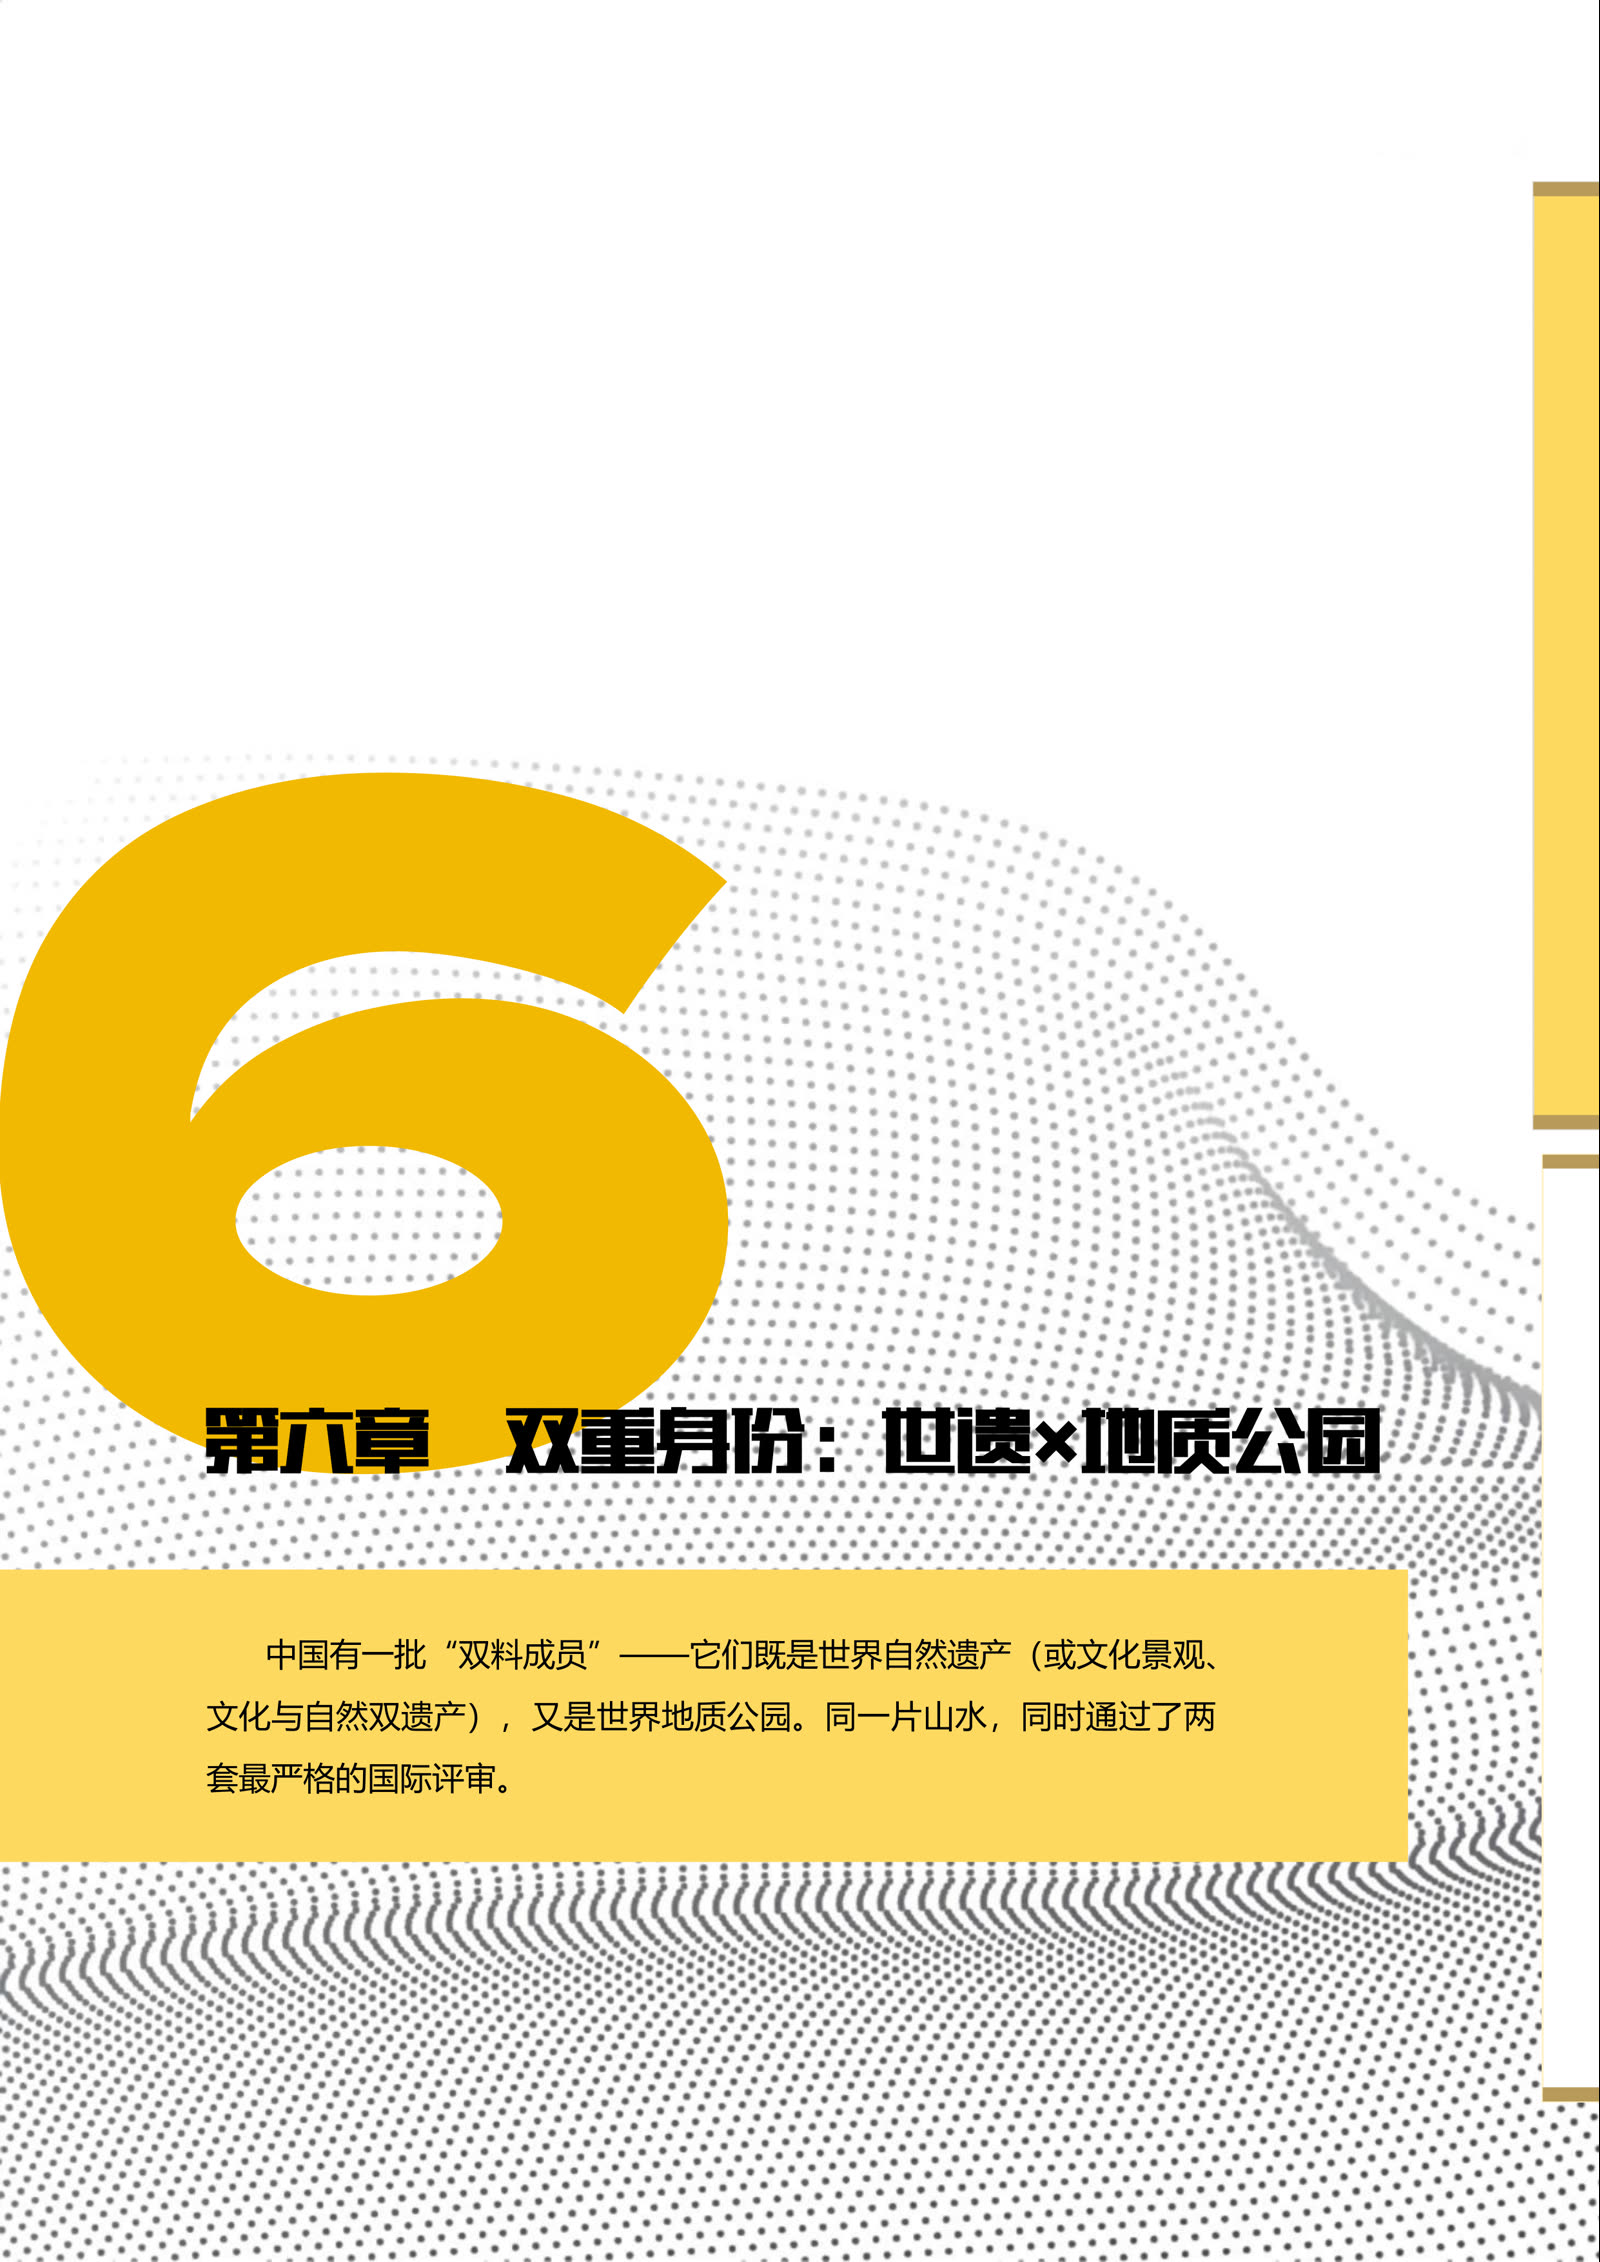 6
第六章 双重身份：世遗×地质公园
中国有一批“双料成员”——它们既是世界自然遗产（或文化景观、
文化与自然双遗产），又是世界地质公园。同一片山水，同时通过了两
套最严格的国际评审。